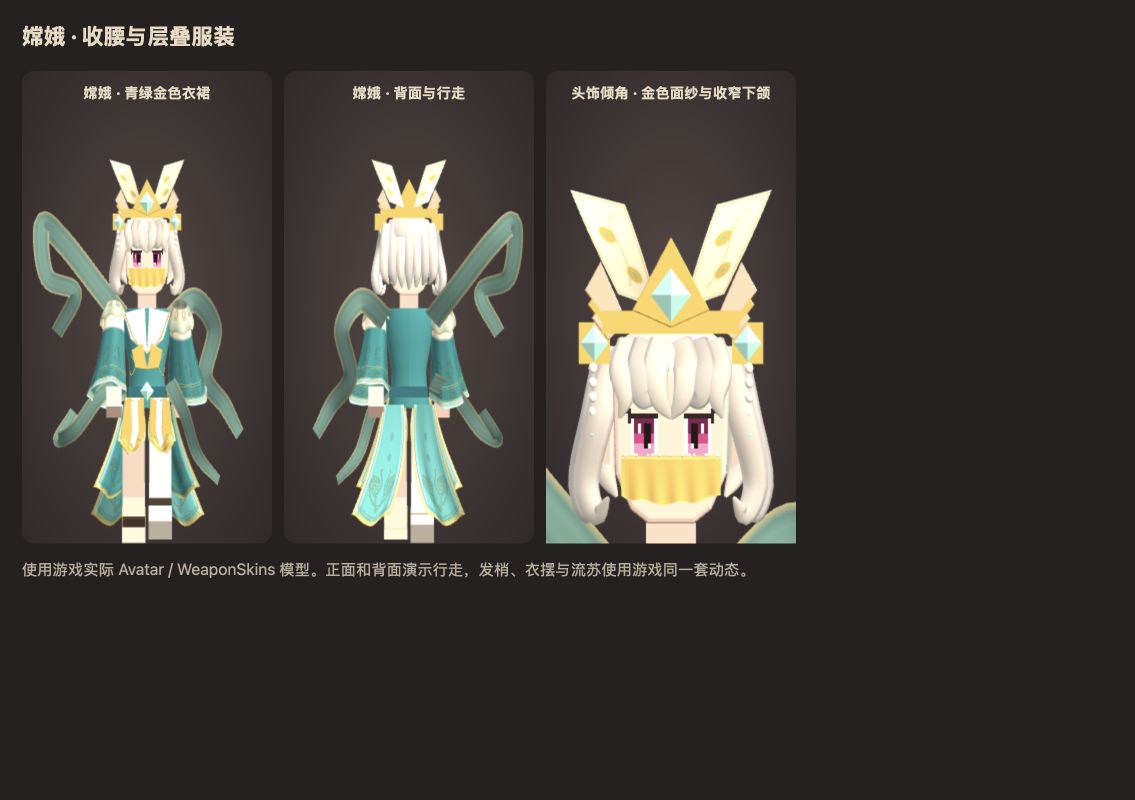 嫦娥 · 收腰与层叠服装
嫦娥 · 青绿金色衣裙
嫦娥 · 背面与行走
头饰倾角 · 金色面纱与收窄下颌
使用游戏实际 Avatar / WeaponSkins 模型。正面和背面演示行走，发梢、衣摆与流苏使用游戏同一套动态。